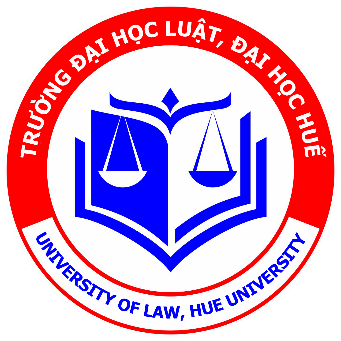 TRƯỜNG ĐẠI HỌC LUẬT, ĐẠI HỌC HUẾ
UNIVERSITY OF LAW, HUE UNIVERSITY